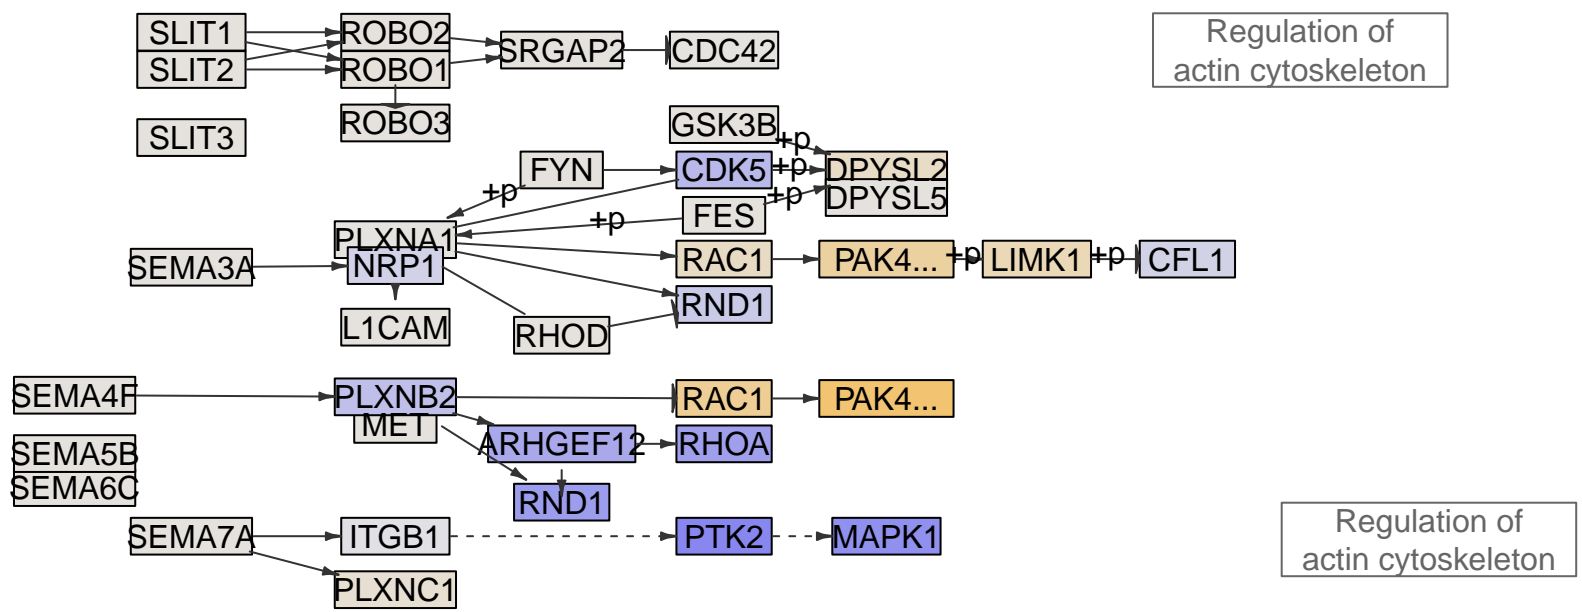 SLIT1
ROBO2
SRGAP2
CDC42
Regulation of
actin cytoskeleton
SLIT2
ROBO1
SLIT3
ROBO3
GSK3B
+p
FYN
CDK5
+p
DPYSL2
+p
FES
+p
DPYSL5
+p
PLXNA1
SEMA3A
NRP1
RAC1
PAK4...
+p
LIMK1
+p
CFL1
RND1
L1CAM
RHOD
SEMA4F
PLXNB2
RAC1
PAK4...
MET
ARHGEF12
RHOA
SEMA5B
SEMA6C
RND1
SEMA7A
ITGB1
PTK2
MAPK1
Regulation of
actin cytoskeleton
PLXNC1